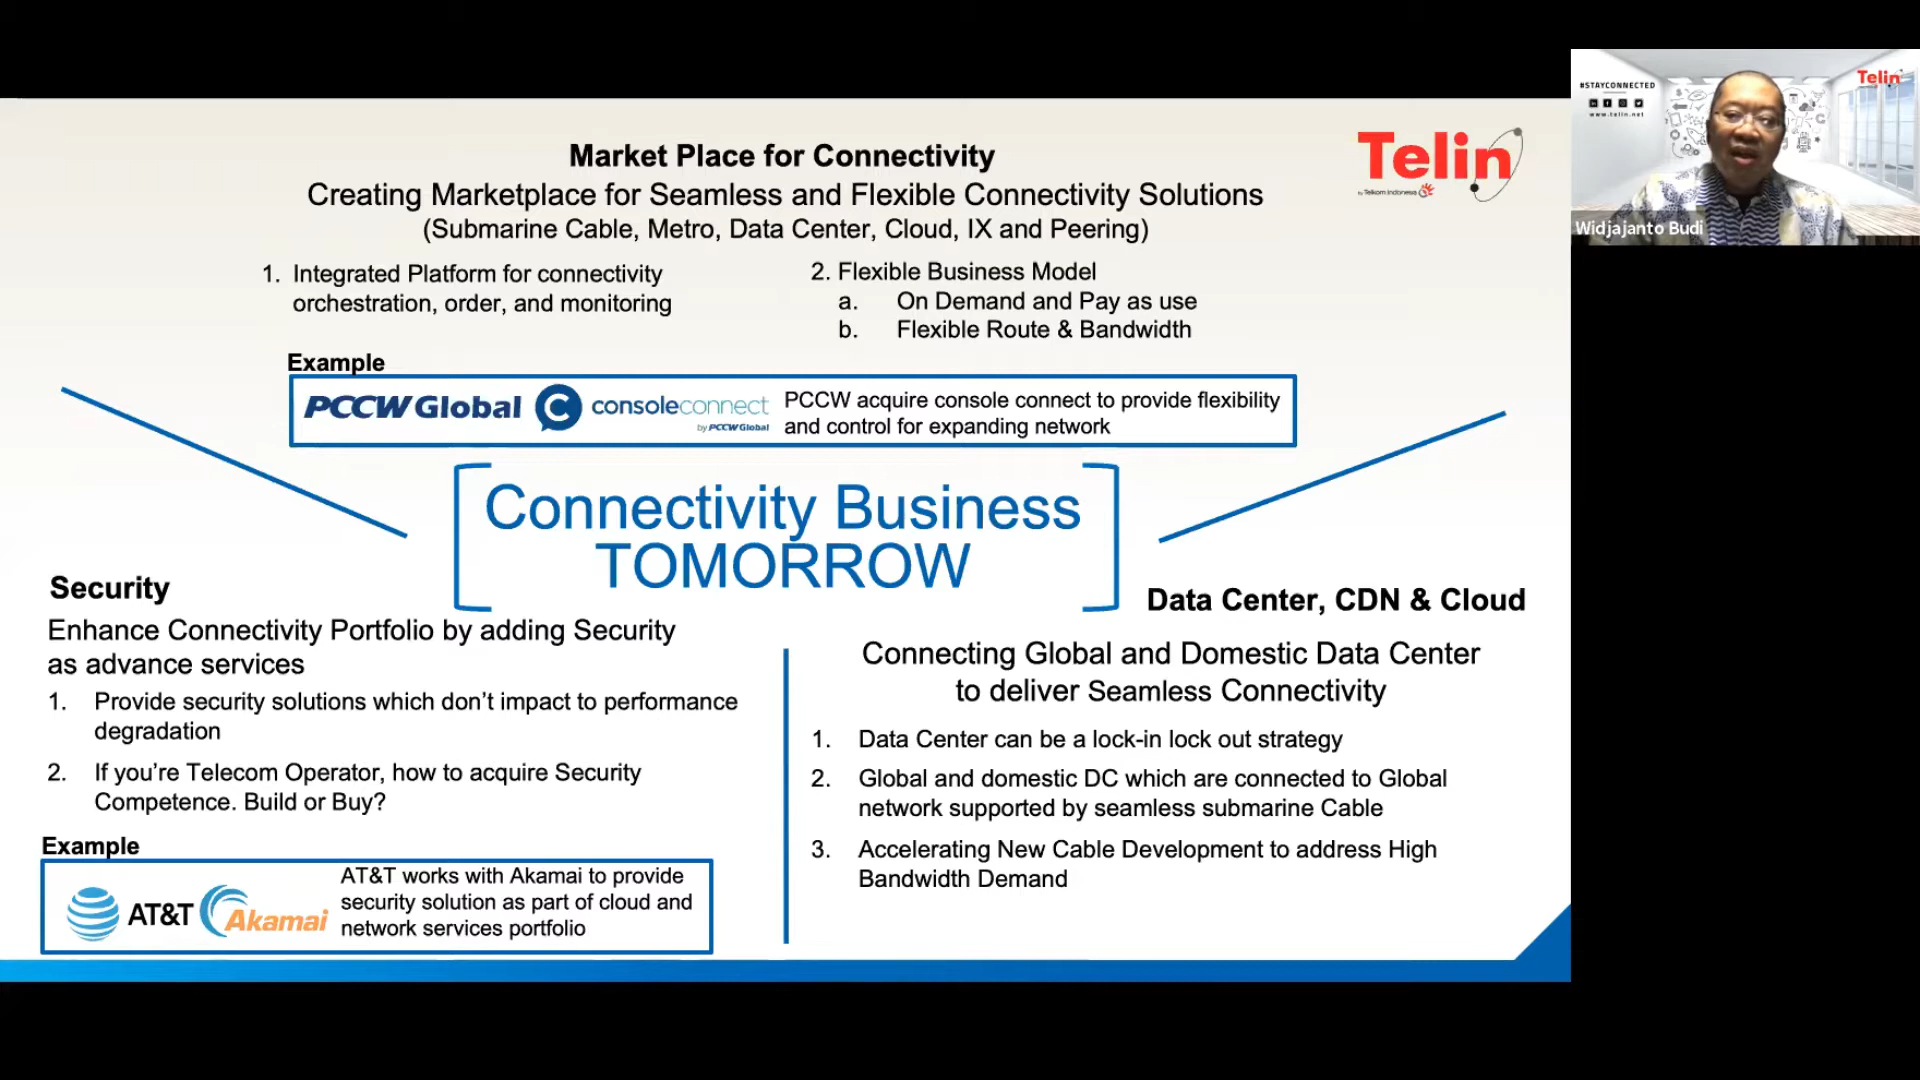 Market Place for Connectivity
Creating Marketplace for Seamless and Flexible Connectivity Solutions
(Submarine Cable, Metro, Data Center, Cloud, IX and Peering)
Telin
by Telkom Indonesia
1. Integrated Platform for connectivity
orchestration, order, and monitoring
2. Flexible Business Model
a. On Demand and Pay as use
b. Flexible Route & Bandwidth
Example
PCCW Global
consoleconnect
by PCCW Global
PCCW acquire console connect to provide flexibility
and control for expanding network
Connectivity Business
TOMORROW
Security
Enhance Connectivity Portfolio by adding Security
as advance services
1. Provide security solutions which don't impact to performance
degradation
2. If you're Telecom Operator, how to acquire Security
Competence. Build or Buy?
Example
AT&T
Akamai
AT&T works with Akamai to provide
security solution as part of cloud and
network services portfolio
Data Center, CDN & Cloud
Connecting Global and Domestic Data Center
to deliver Seamless Connectivity
1. Data Center can be a lock-in lock out strategy
2. Global and domestic DC which are connected to Global
network supported by seamless submarine Cable
3. Accelerating New Cable Development to address High
Bandwidth Demand
#STAYCONNECTED
www.telin.net
Telin
Widjajanto Budi